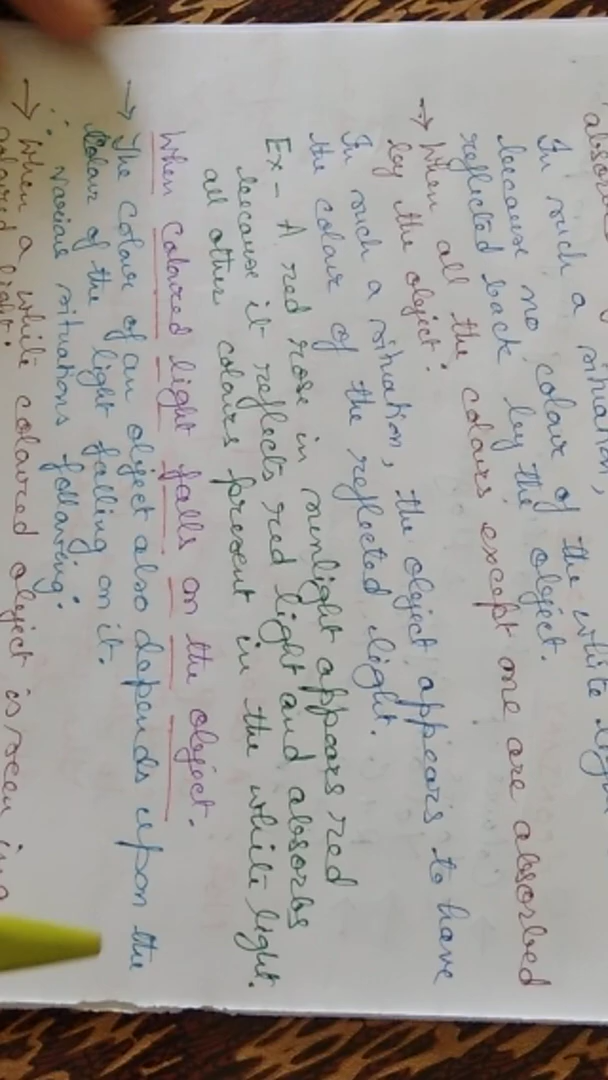 In such a situation,
because no colour of the white
reflected back by the object.
→ When all the colours except one are absorbed
by the object:
In such a situation, the object appears to have
the colour of the reflected light.
Ex - A red rose in sunlight appears red
because it reflects red light and absorbs
all other colours present in the white light.
When coloured light falls on the object.
→ The colour of an object also depends upon the
colour of the light falling on it.
∴ Various situations following:
→ When a white coloured object is seen in a
coloured light: